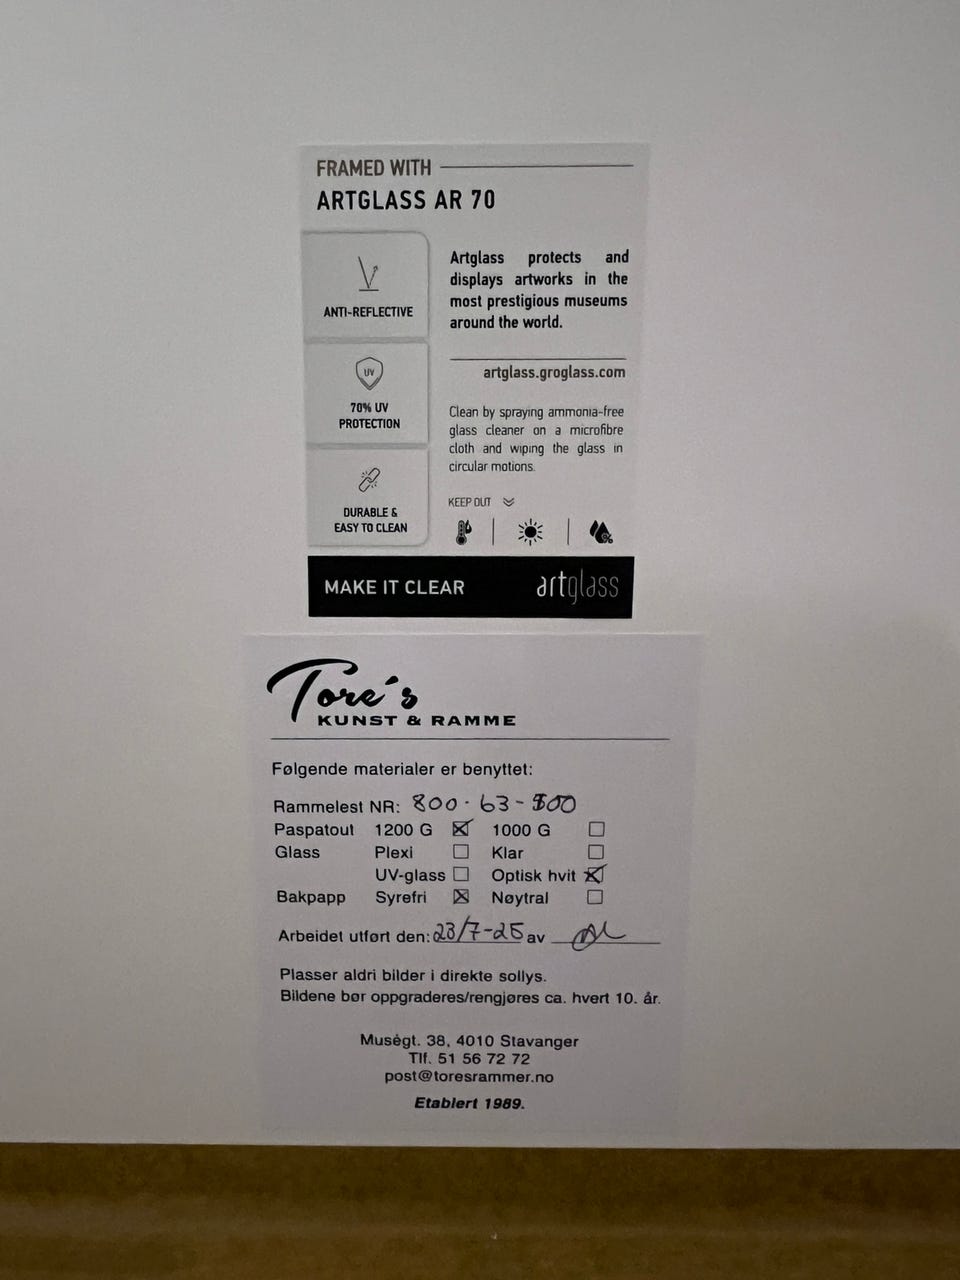 FRAMED WITH
ARTGLASS AR 70
ANTI-REFLECTIVE
UV
70% UV
PROTECTION
DURABLE &
EASY TO CLEAN
Artglass protects and
displays artworks in the
most prestigious museums
around the world.
artglass.groglass.com
Clean by spraying ammonia-free
glass cleaner on a microfibre
cloth and wiping the glass in
circular motions.
KEEP OUT
MAKE IT CLEAR artglass
Tore's
KUNST & RAMME
Følgende materialer er benyttet:
Rammelest NR: 800-63-500
Paspatout 1200 G ☒ 1000 G ☐
Glass Plexi ☐ Klar ☐
UV-glass ☐ Optisk hvit ☒
Bakpapp Syrefri ☒ Nøytral ☐
Arbeidet utført den: 23/7-25 av
Plasser aldri bilder i direkte sollys.
Bildene bør oppgraderes/rengjøres ca. hvert 10. år.
Muségt. 38, 4010 Stavanger
Tlf. 51 56 72 72
post@toresrammer.no
Etablert 1989.